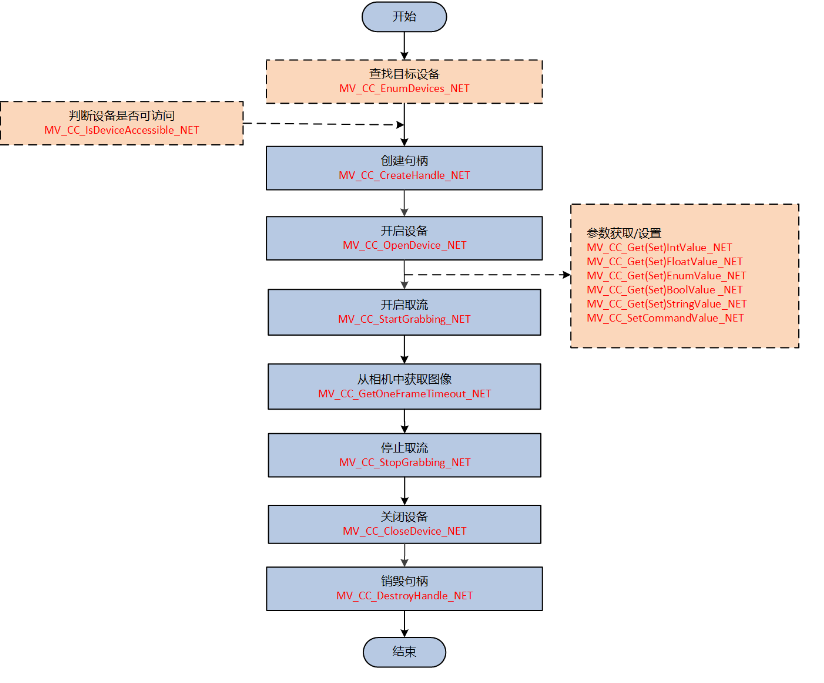 开始
查找目标设备
MV_CC_EnumDevices_NET
判断设备是否可访问
MV_CC_IsDeviceAccessible_NET
创建句柄
MV_CC_CreateHandle_NET
开启设备
MV_CC_OpenDevice_NET
参数获取/设置
MV_CC_Get(Set)IntValue_NET
MV_CC_Get(Set)FloatValue_NET
MV_CC_Get(Set)EnumValue_NET
MV_CC_Get(Set)BoolValue _NET
MV_CC_Get(Set)StringValue_NET
MV_CC_SetCommandValue_NET
开启取流
MV_CC_StartGrabbing_NET
从相机中获取图像
MV_CC_GetOneFrameTimeout_NET
停止取流
MV_CC_StopGrabbing_NET
关闭设备
MV_CC_CloseDevice_NET
销毁句柄
MV_CC_DestroyHandle_NET
结束